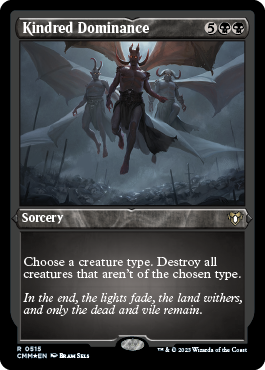 Kindred Dominance 5
Sorcery
Choose a creature type. Destroy all
creatures that aren't of the chosen type.
In the end, the lights fade, the land withers,
and only the dead and vile remain.
R 0515
CMM★EN Bram Sels
™ & © 2023 Wizards of the Coast